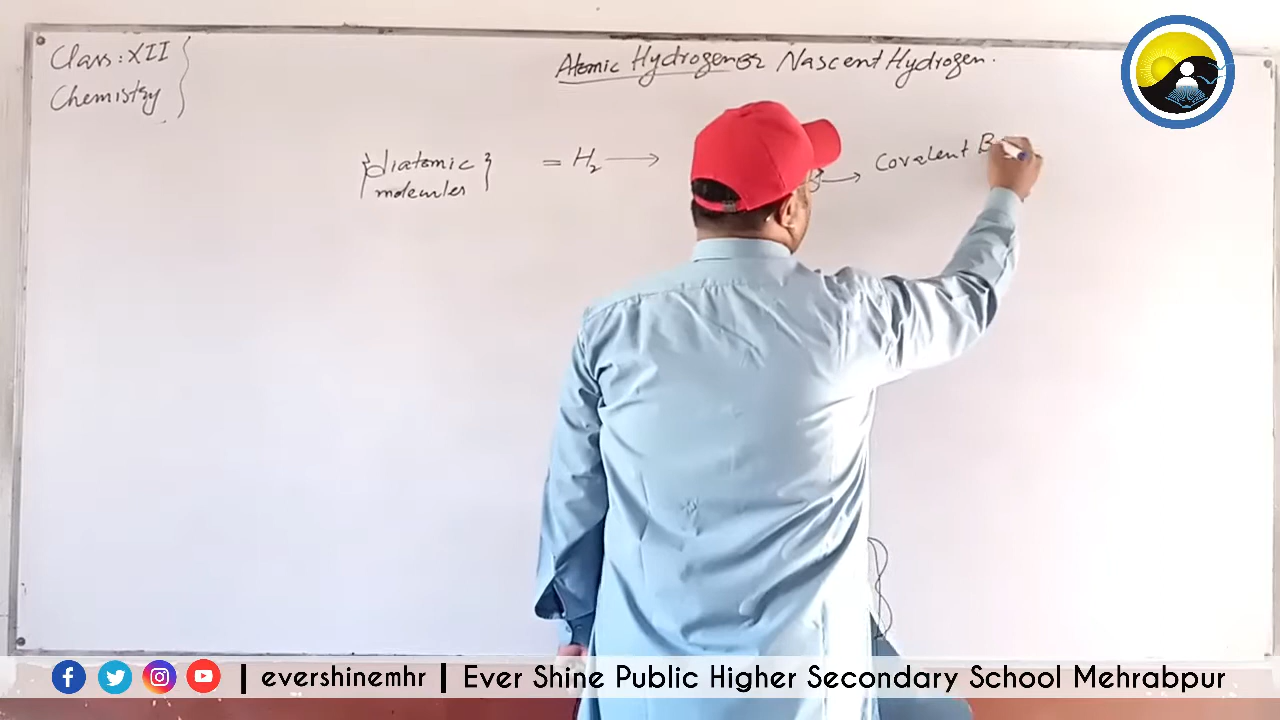 Class: XII
Chemistry
Atomic Hydrogen or Nascent Hydrogen.
{diatomic molecules} = H₂ → → Covalent B
| evershinemhr | Ever Shine Public Higher Secondary School Mehrabpur